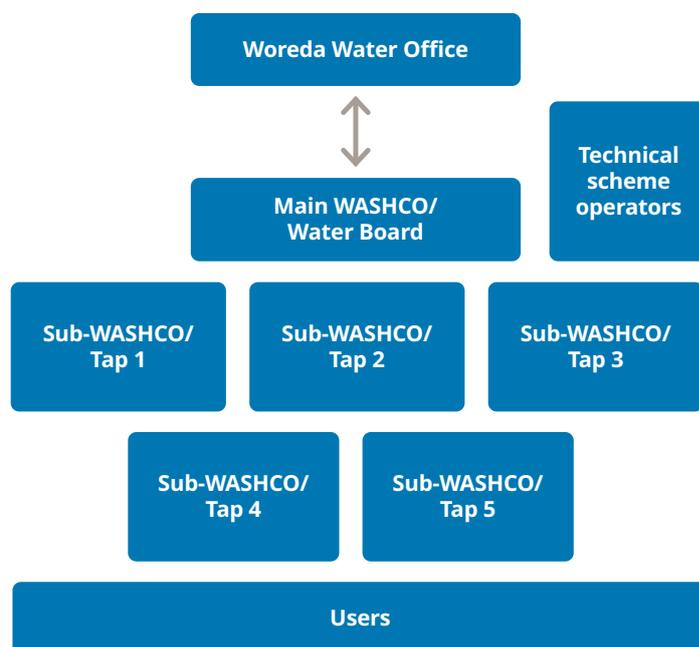 Woreda Water Office
Technical
scheme
operators
Main WASHCO/
Water Board
Sub-WASHCO/
Tap 1
Sub-WASHCO/
Tap 2
Sub-WASHCO/
Tap 3
Sub-WASHCO/
Tap 4
Sub-WASHCO/
Tap 5
Users